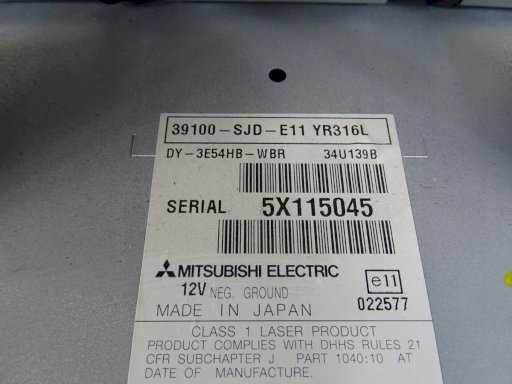 39100-SJD-E11 YR316L
DY-3E54HB-WBR 34U139B
SERIAL 5X115045
MITSUBISHI ELECTRIC
12V NEG. GROUND
e11
MADE IN JAPAN 022577
CLASS 1 LASER PRODUCT
PRODUCT COMPLIES WITH DHHS RULES 21
CFR SUBCHAPTER J PART 1040:10 AT
DATE OF MANUFACTURE.